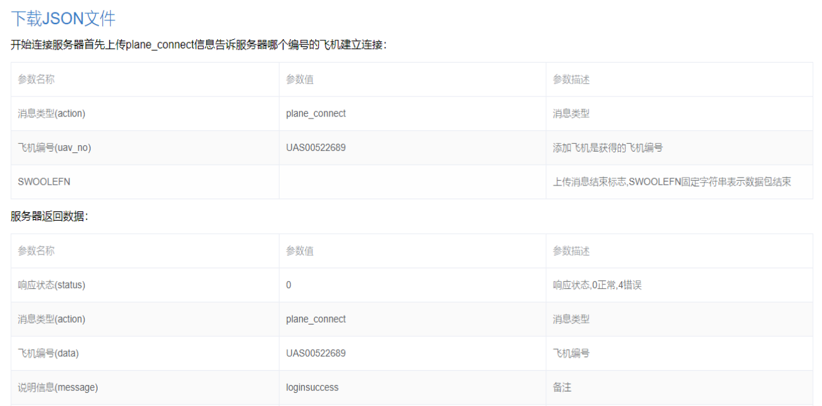 下载JSON文件
开始连接服务器首先上传plane_connect信息告诉服务器哪个编号的飞机建立连接：
参数名称 参数值 参数描述
消息类型(action) plane_connect 消息类型
飞机编号(uav_no) UAS00522689 添加飞机是获得的飞机编号
SWOOLEFN 上传消息结束标志,SWOOLEFN固定字符串表示数据包结束
服务器返回数据：
参数名称 参数值 参数描述
响应状态(status) 0 响应状态,0正常,4错误
消息类型(action) plane_connect 消息类型
飞机编号(data) UAS00522689 飞机编号
说明信息(message) loginsuccess 备注